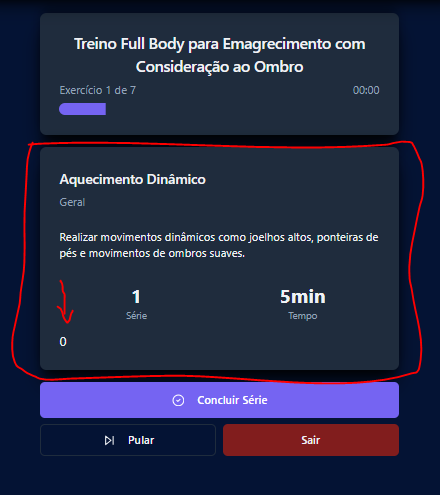 Treino Full Body para Emagrecimento com
Consideração ao Ombro
Exercício 1 de 7 00:00
Aquecimento Dinâmico
Geral
Realizar movimentos dinâmicos como joelhos altos, ponteiras de
pés e movimentos de ombros suaves.
1 5min
Série Tempo
0
Concluir Série
Pular Sair